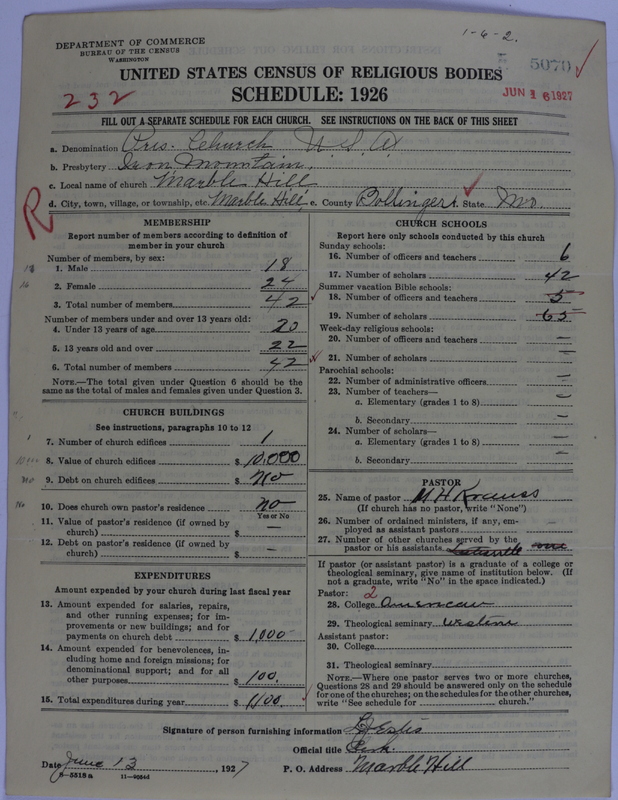 1-6-2.
DEPARTMENT OF COMMERCE
BUREAU OF THE CENSUS
WASHINGTON
5070
UNITED STATES CENSUS OF RELIGIOUS BODIES
232
SCHEDULE: 1926
JUN 16 1927
FILL OUT A SEPARATE SCHEDULE FOR EACH CHURCH. SEE INSTRUCTIONS ON THE BACK OF THIS SHEET
a. Denomination Pres. Church U S A
b. Presbytery Iron Mountain.
c. Local name of church Marble Hill
d. City, town, village, or township, etc. Marble Hill, e. County Bollinger. State Mo.
R
MEMBERSHIP
Report number of members according to definition of
member in your church
Number of members, by sex:
18 1. Male 18
2. Female 24
3. Total number of members 42
Number of members under and over 13 years old:
4. Under 13 years of age 20
5. 13 years old and over 22
6. Total number of members 42
NOTE.—The total given under Question 6 should be the
same as the total of males and females given under Question 3.
CHURCH BUILDINGS
See instructions, paragraphs 10 to 12
1 7. Number of church edifices 1
8. Value of church edifices $ 10,000
No 9. Debt on church edifices $ No
No 10. Does church own pastor's residence No
Yes or No
11. Value of pastor's residence (if owned by
church) $ —
12. Debt on pastor's residence (if owned by
church) $ —
EXPENDITURES
Amount expended by your church during last fiscal year
13. Amount expended for salaries, repairs,
and other running expenses; for im-
provements or new buildings; and for
payments on church debt $ 1,000
14. Amount expended for benevolences, in-
cluding home and foreign missions; for
denominational support; and for all
other purposes $ 100.
15. Total expenditures during year $ 1100.
CHURCH SCHOOLS
Report here only schools conducted by this church
Sunday schools:
16. Number of officers and teachers 6
17. Number of scholars 42
Summer vacation Bible schools:
18. Number of officers and teachers 5
19. Number of scholars 65
Week-day religious schools:
20. Number of officers and teachers —
21. Number of scholars —
Parochial schools:
22. Number of administrative officers —
23. Number of teachers—
a. Elementary (grades 1 to 8) —
b. Secondary —
24. Number of scholars—
a. Elementary (grades 1 to 8) —
b. Secondary —
PASTOR
25. Name of pastor M H Krauss
(If church has no pastor, write "None")
26. Number of ordained ministers, if any, em-
ployed as assistant pastors —
27. Number of other churches served by the
pastor or his assistants one
If pastor (or assistant pastor) is a graduate of a college or
theological seminary, give name of institution below. (If
not a graduate, write "No" in the space indicated.)
Pastor: 2
28. College American
29. Theological seminary
Assistant pastor:
30. College
31. Theological seminary
NOTE.—Where one pastor serves two or more churches,
Questions 28 and 29 should be answered only on the schedule
for one of the churches; on the schedules for the other churches,
write "See schedule for church."
Signature of person furnishing information Estes
Official title
Date June 13, 1927 P. O. Address Marble Hill
8-5318a 11-9054d